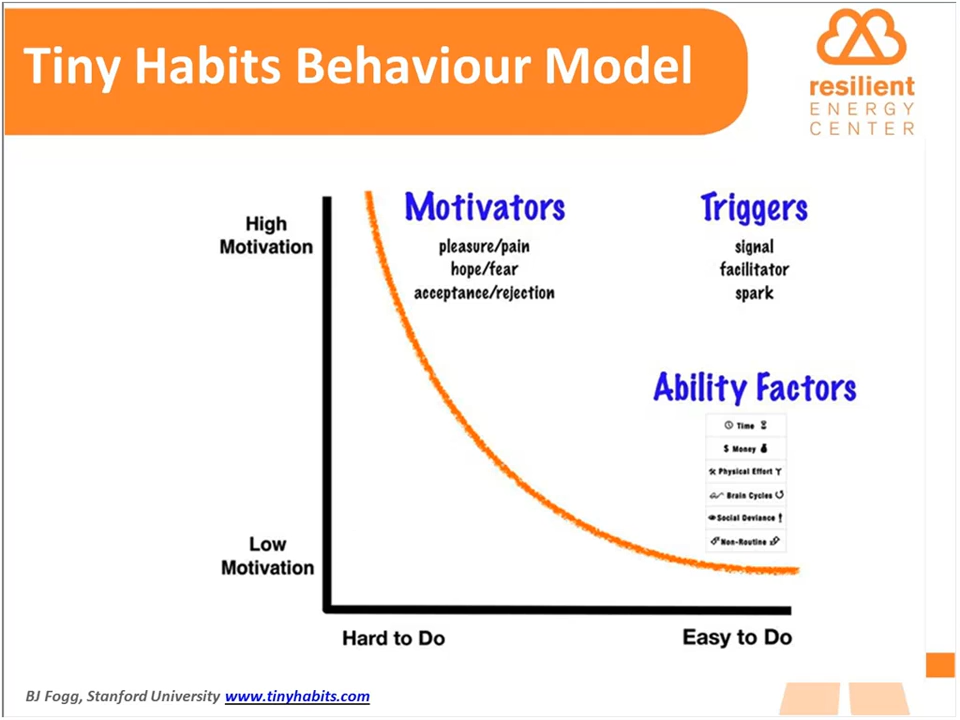 Tiny Habits Behaviour Model
resilient
ENERGY
CENTER
High
Motivation
Motivators
pleasure/pain
hope/fear
acceptance/rejection
Triggers
signal
facilitator
spark
Ability Factors
Time
$ Money
Physical Effort
Brain Cycles
Social Deviance
Non-Routine
Low
Motivation
Hard to Do
Easy to Do
BJ Fogg, Stanford University www.tinyhabits.com